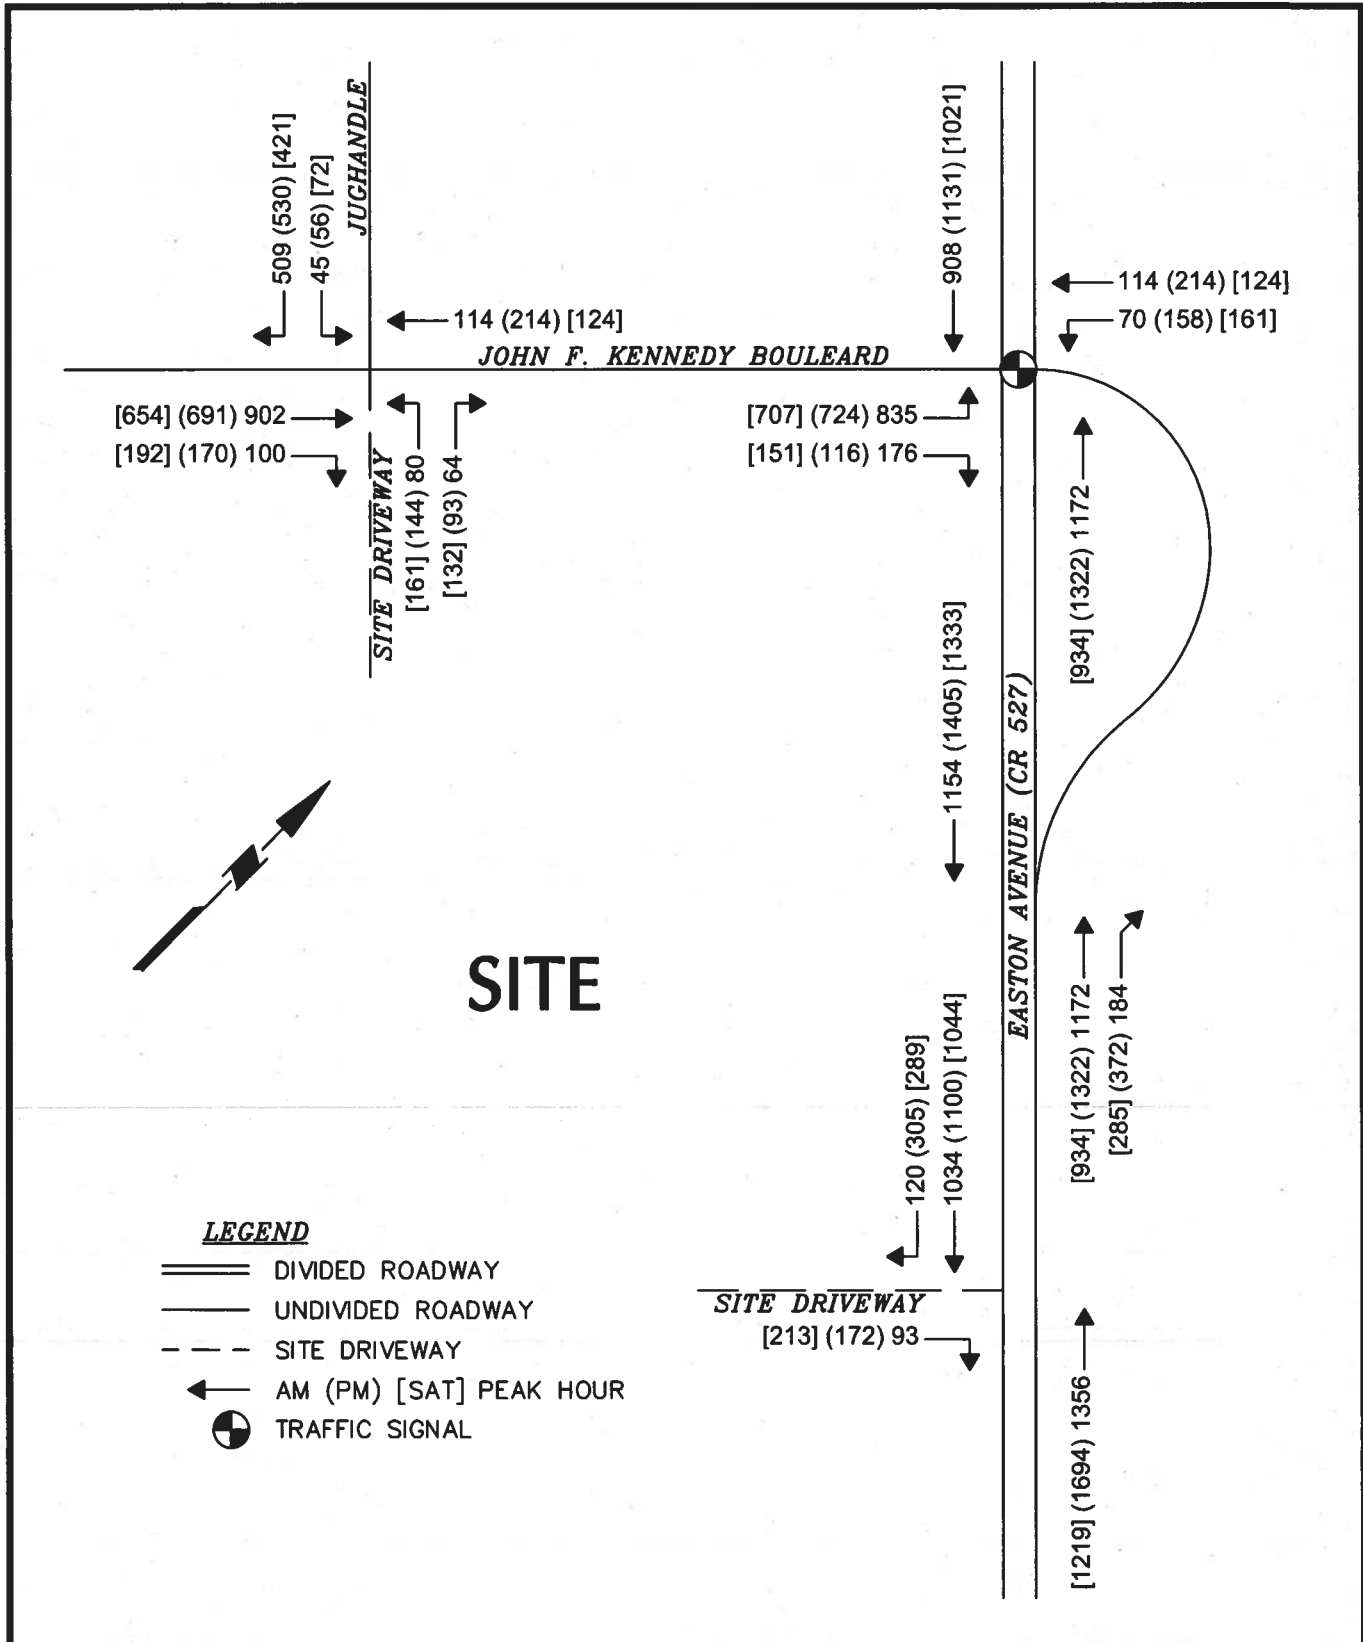 JUGHANDLE
509 (530) [421]
45 (56) [72]
114 (214) [124]
JOHN F. KENNEDY BOULEARD
[654] (691) 902
[192] (170) 100
SITE DRIVEWAY
[161] (144) 80
[132] (93) 64
908 (1131) [1021]
114 (214) [124]
70 (158) [161]
[707] (724) 835
[151] (116) 176
[934] (1322) 1172
1154 (1405) [1333]
EASTON AVENUE (CR 527)
SITE
[934] (1322) 1172
[285] (372) 184
120 (305) [289]
1034 (1100) [1044]
SITE DRIVEWAY
[213] (172) 93
[1219] (1694) 1356
LEGEND
DIVIDED ROADWAY
UNDIVIDED ROADWAY
SITE DRIVEWAY
AM (PM) [SAT] PEAK HOUR
TRAFFIC SIGNAL